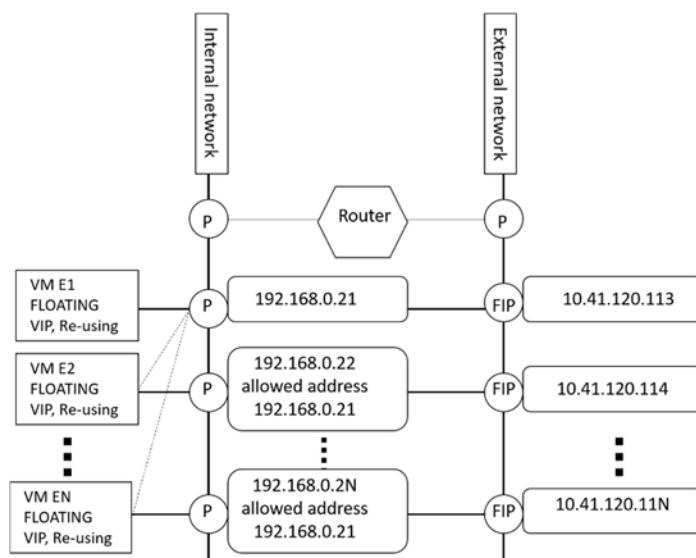 Internal network
External network
P
Router
P
VM E1
FLOATING
VIP, Re-using
P
192.168.0.21
FIP
10.41.120.113
VM E2
FLOATING
VIP, Re-using
P
192.168.0.22
allowed address
192.168.0.21
FIP
10.41.120.114
VM EN
FLOATING
VIP, Re-using
P
192.168.0.2N
allowed address
192.168.0.21
FIP
10.41.120.11N